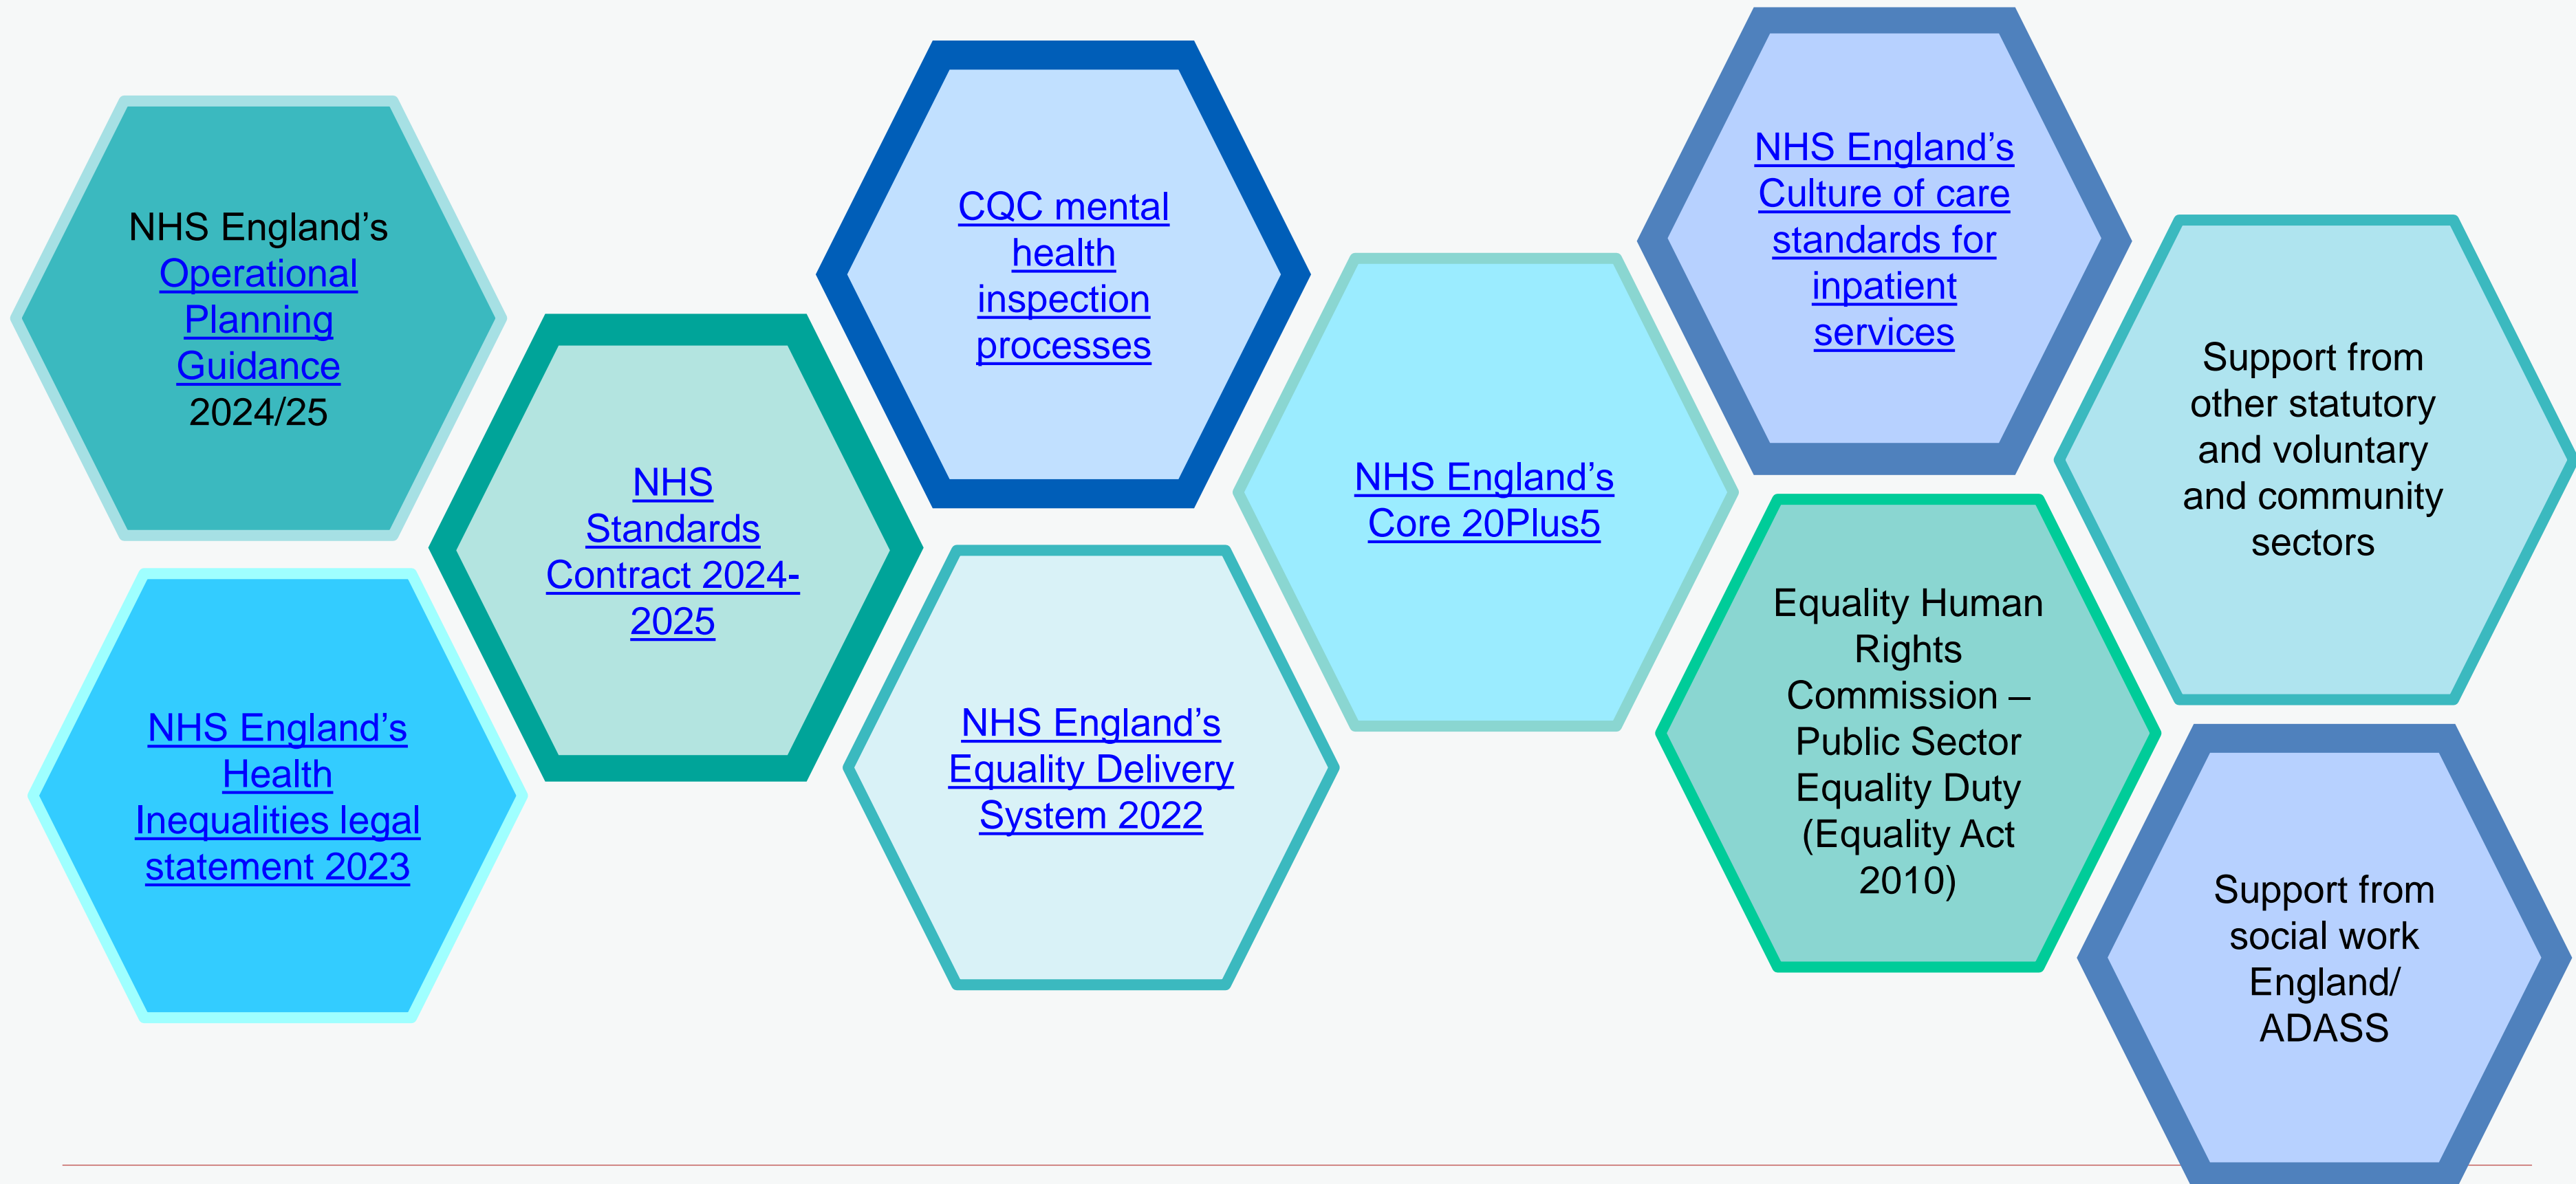 NHS England’s
Operational
Planning
Guidance
2024/25
NHS England’s
Health
Inequalities legal
statement 2023
NHS
Standards
Contract 2024-
2025
CQC mental
health
inspection
processes
NHS England’s
Equality Delivery
System 2022
NHS England’s
Core 20Plus5
NHS England’s
Culture of care
standards for
inpatient
services
Equality Human
Rights
Commission –
Public Sector
Equality Duty
(Equality Act
2010)
Support from
other statutory
and voluntary
and community
sectors
Support from
social work
England/
ADASS